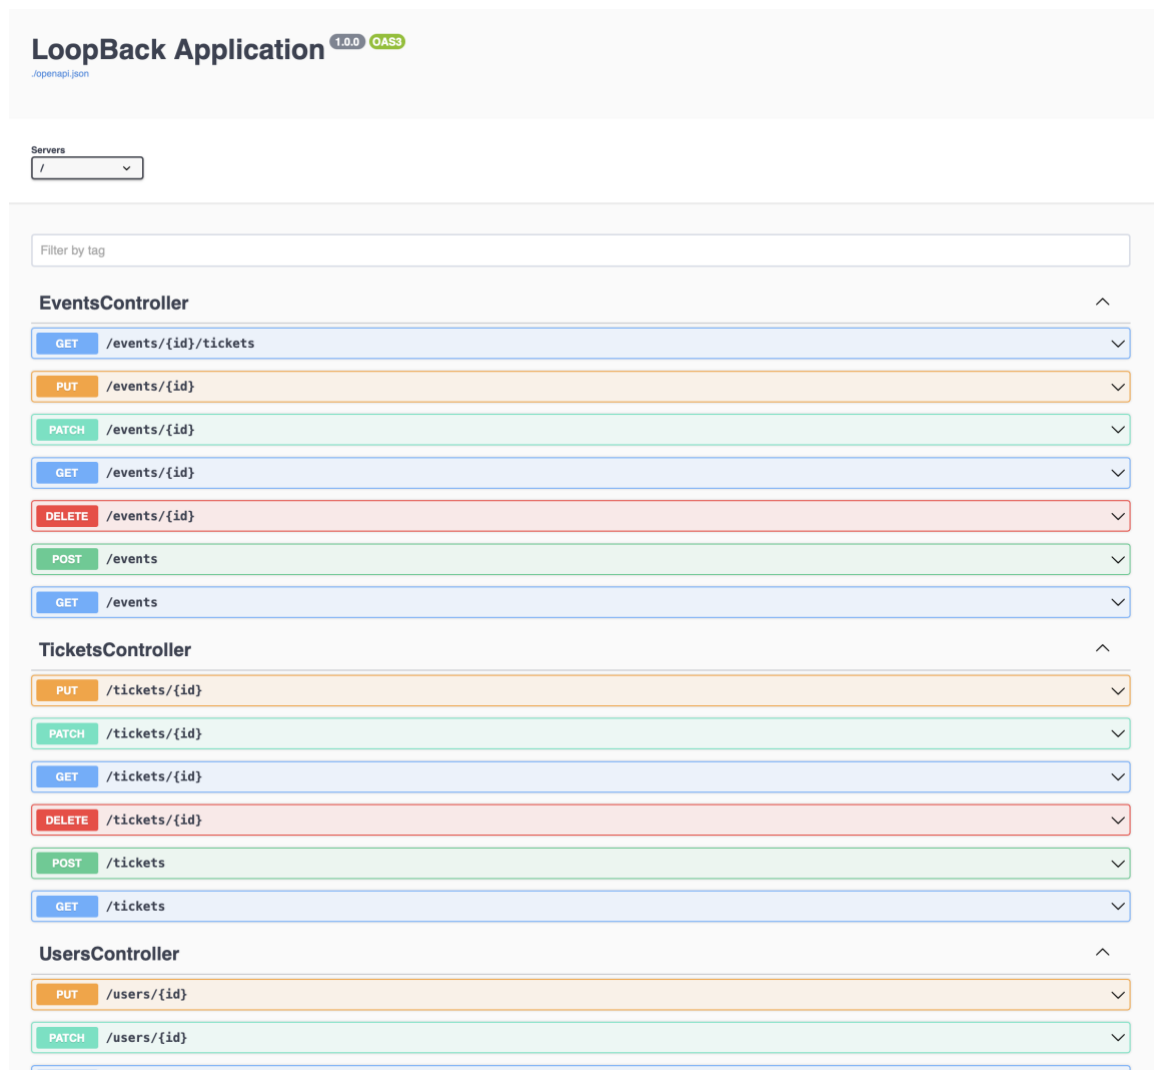 LoopBack Application 1.0.0 OAS3
./openapi.json
Servers
/
Filter by tag
EventsController
GET /events/{id}/tickets
PUT /events/{id}
PATCH /events/{id}
GET /events/{id}
DELETE /events/{id}
POST /events
GET /events
TicketsController
PUT /tickets/{id}
PATCH /tickets/{id}
GET /tickets/{id}
DELETE /tickets/{id}
POST /tickets
GET /tickets
UsersController
PUT /users/{id}
PATCH /users/{id}